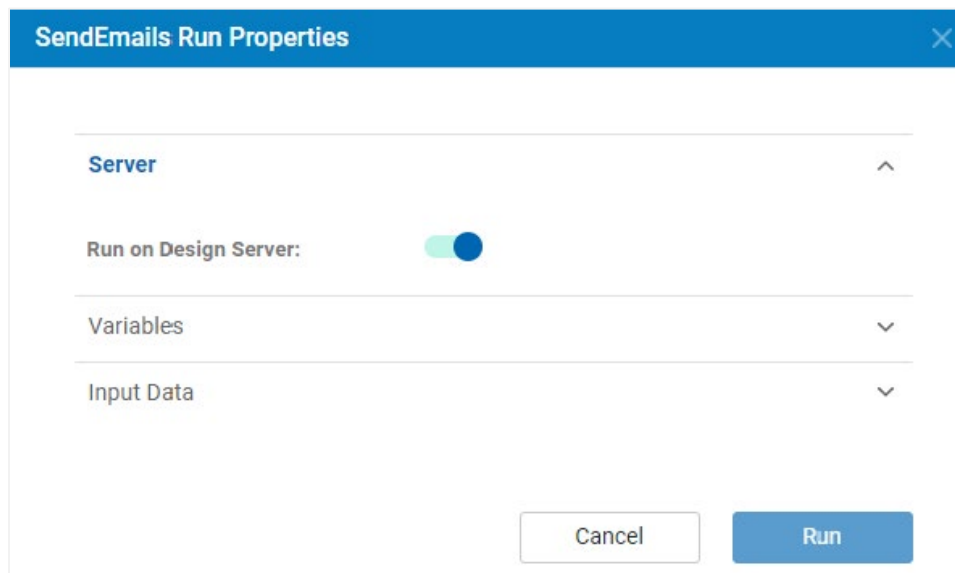 SendEmails Run Properties
Server
Run on Design Server:
Variables
Input Data
Cancel Run